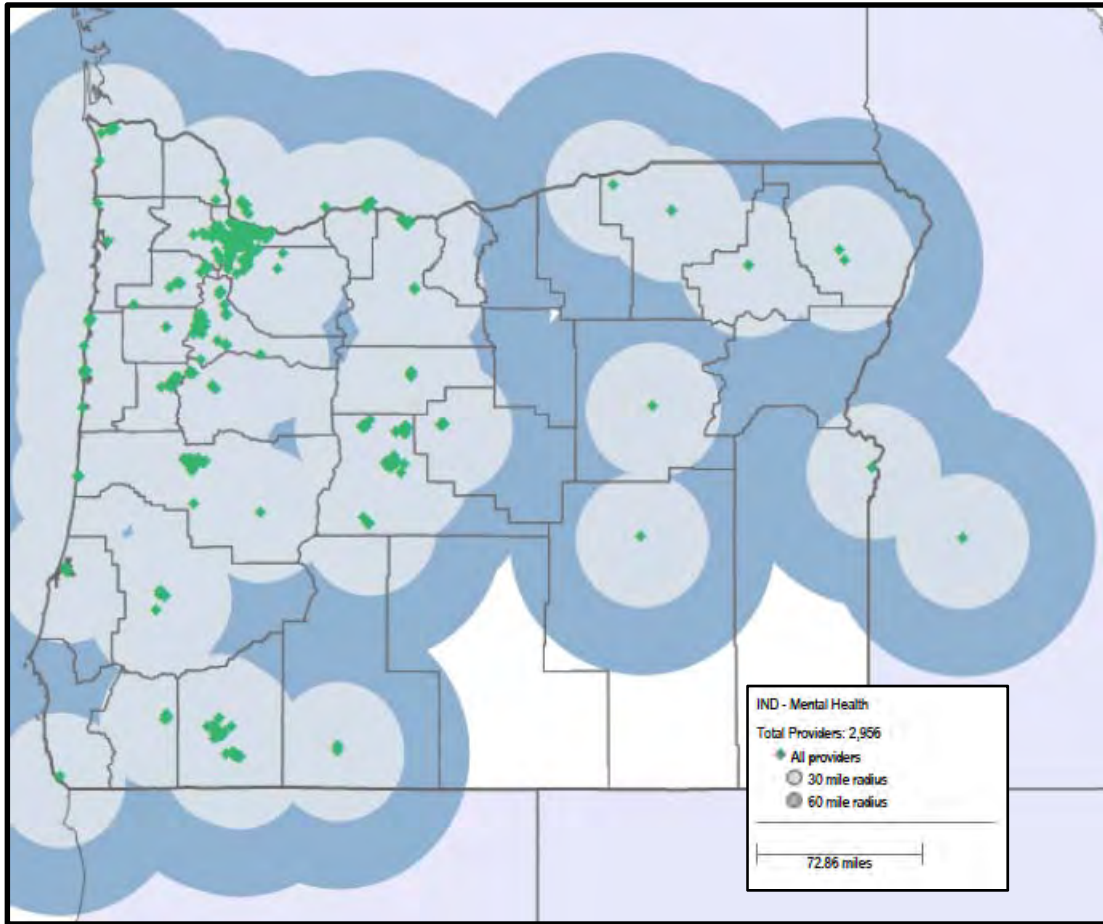 IND - Mental Health
Total Providers: 2,956
All providers
30 mile radius
60 mile radius
72.86 miles